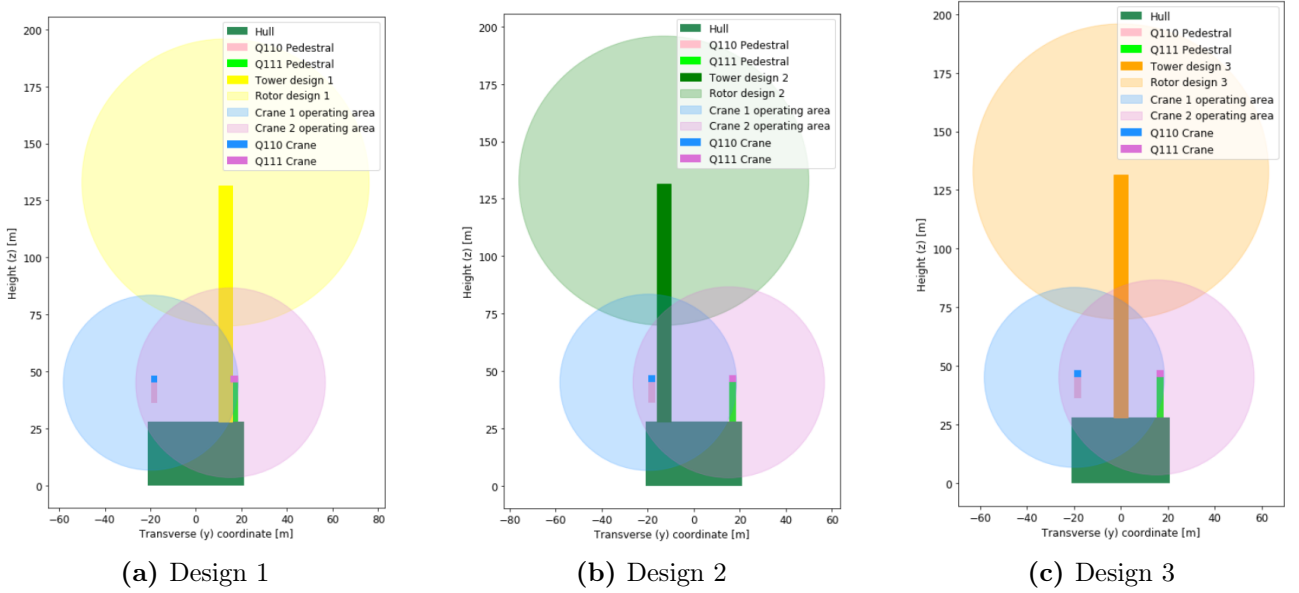 200
175
150
125
100
75
50
25
0
Height (z) [m]
Hull
Q110 Pedestral
Q111 Pedestral
Tower design 1
Rotor design 1
Crane 1 operating area
Crane 2 operating area
Q110 Crane
Q111 Crane
−60 −40 −20 0 20 40 60 80
Transverse (y) coordinate [m]
(a) Design 1
200
175
150
125
100
75
50
25
0
Height (z) [m]
Hull
Q110 Pedestral
Q111 Pedestral
Tower design 2
Rotor design 2
Crane 1 operating area
Crane 2 operating area
Q110 Crane
Q111 Crane
−80 −60 −40 −20 0 20 40 60
Transverse (y) coordinate [m]
(b) Design 2
200
175
150
125
100
75
50
25
0
Height (z) [m]
Hull
Q110 Pedestral
Q111 Pedestral
Tower design 3
Rotor design 3
Crane 1 operating area
Crane 2 operating area
Q110 Crane
Q111 Crane
−60 −40 −20 0 20 40 60
Transverse (y) coordinate [m]
(c) Design 3